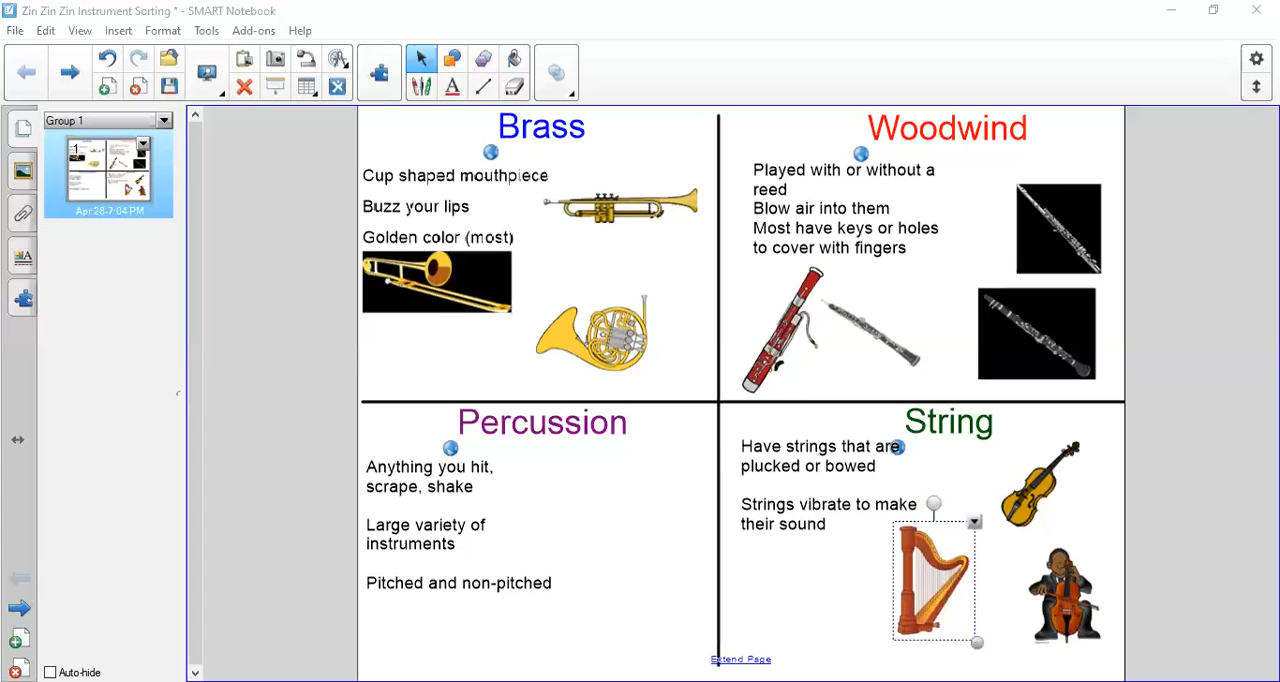 Zin Zin Zin Instrument Sorting * - SMART Notebook
File Edit View Insert Format Tools Add-ons Help
Group 1
1
Apr 28-7:04 PM
Auto-hide
Brass
Cup shaped mouthpiece
Buzz your lips
Golden color (most)
Woodwind
Played with or without a
reed
Blow air into them
Most have keys or holes
to cover with fingers
Percussion
Anything you hit,
scrape, shake
Large variety of
instruments
Pitched and non-pitched
String
Have strings that are
plucked or bowed
Strings vibrate to make
their sound
Extend Page